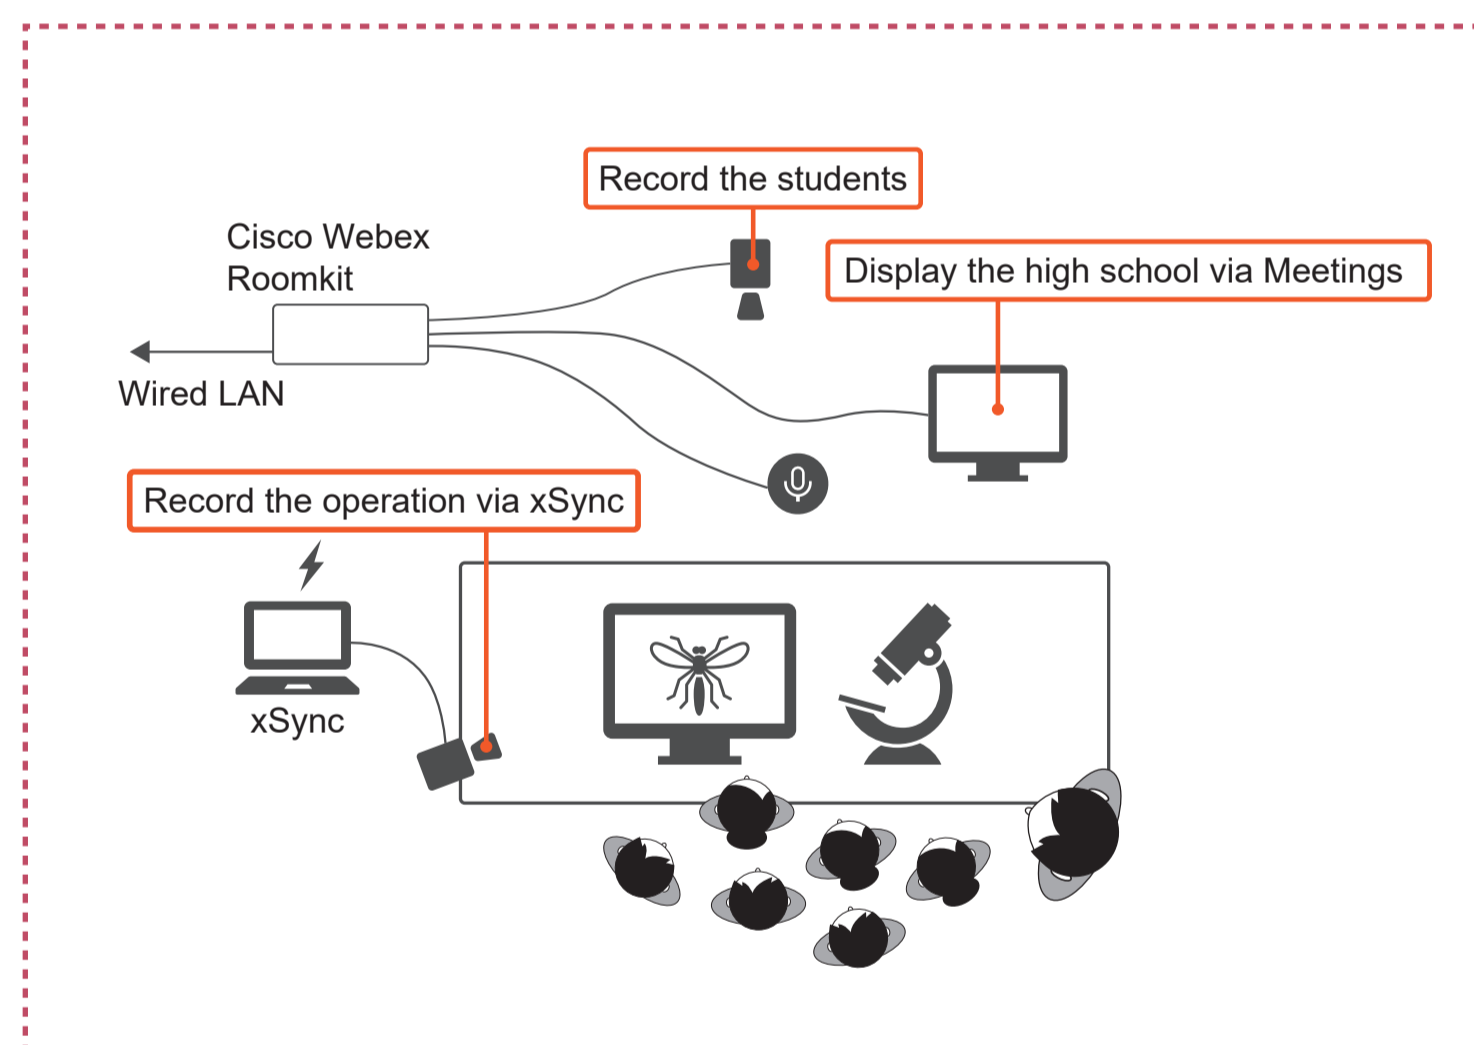 Record the students
Cisco Webex
Roomkit
Display the high school via Meetings
Wired LAN
Record the operation via xSync
xSync